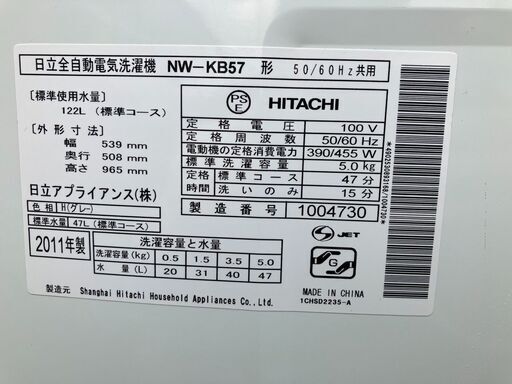 日立全自動電気洗濯機 NW-KB57 形 50/60Hz共用
[標準使用水量]
122L (標準コース)
[外形寸法]
幅 539 mm
奥行 508 mm
高さ 965 mm
日立アプライアンス(株)
色 相 H(グレー)
標準水量 47L (標準コース)
PS E HITACHI
定格電圧 100 V
定格周波数 50/60 Hz
電動機の定格消費電力 390/455 W
標準洗濯容量 5.0kg
定格時間 標準コース 47分
洗いのみ 15分
製造番号 1004730
2011年製
洗濯容量と水量
洗濯容量(kg) 0.5 1.5 3.5 5.0
水 量 (L) 20 31 40 47
S JET
G
MADE IN CHINA
1CHSD2235-A
製造元 Shanghai Hitachi Household Appliances Co., Ltd.